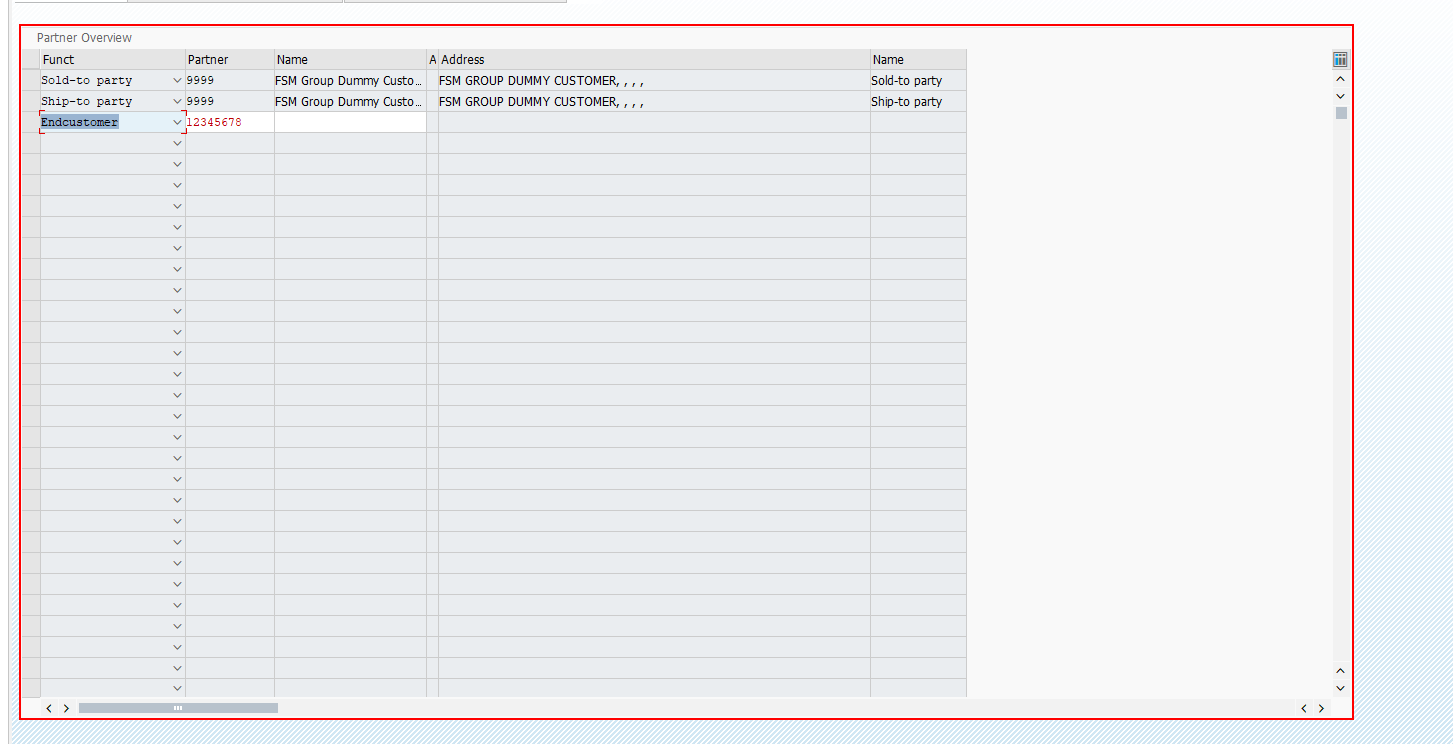 Partner Overview
Funct Partner Name A Address Name
Sold-to party 9999 FSM Group Dummy Custo... FSM GROUP DUMMY CUSTOMER, , , , Sold-to party
Ship-to party 9999 FSM Group Dummy Custo... FSM GROUP DUMMY CUSTOMER, , , , Ship-to party
Endcustomer 12345678